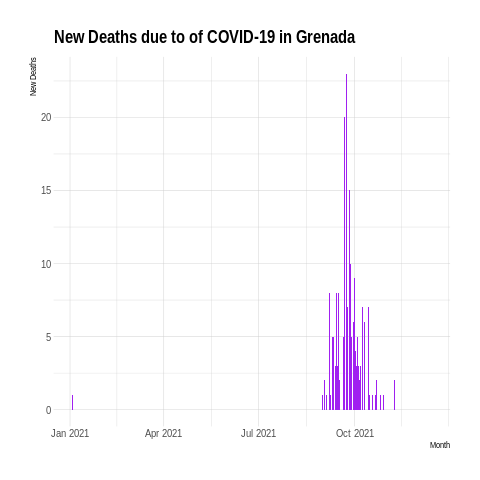 New Deaths due to of COVID-19 in Grenada
New Deaths
20
15
10
5
0
Jan 2021 Apr 2021 Jul 2021 Oct 2021
Month